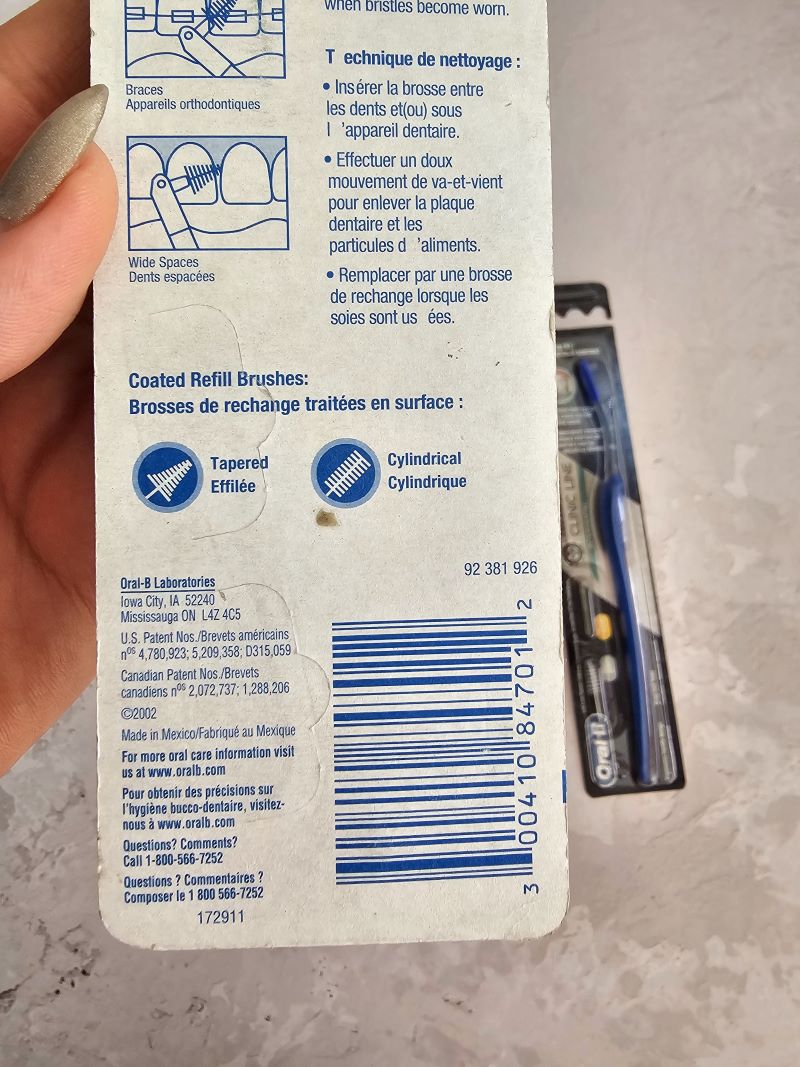 when bristles become worn.
Braces
Appareils orthodontiques
Wide Spaces
Dents espacées
T echnique de nettoyage :
• Insérer la brosse entre
les dents et(ou) sous
l 'appareil dentaire.
• Effectuer un doux
mouvement de va-et-vient
pour enlever la plaque
dentaire et les
particules d 'aliments.
• Remplacer par une brosse
de rechange lorsque les
soies sont us ées.
Coated Refill Brushes:
Brosses de rechange traitées en surface :
Tapered
Effilée
Cylindrical
Cylindrique
92 381 926
Oral-B Laboratories
Iowa City, IA 52240
Mississauga ON L4Z 4C5
U.S. Patent Nos./Brevets américains
nos 4,780,923; 5,209,358; D315,059
Canadian Patent Nos./Brevets
canadiens nos 2,072,737; 1,288,206
©2002
Made in Mexico/Fabriqué au Mexique
For more oral care information visit
us at www.oralb.com
Pour obtenir des précisions sur
l'hygiène bucco-dentaire, visitez-
nous à www.oralb.com
Questions? Comments?
Call 1-800-566-7252
Questions ? Commentaires ?
Composer le 1 800 566-7252
172911
3 00410 84701 2
CLINIC LINE
Oral